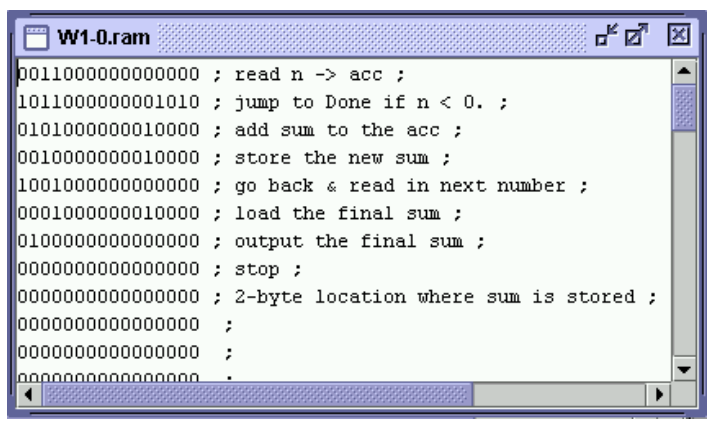 W1-0.ram
0011000000000000 ; read n -> acc ;
1011000000001010 ; jump to Done if n < 0. ;
0101000000010000 ; add sum to the acc ;
0010000000010000 ; store the new sum ;
1001000000000000 ; go back & read in next number ;
0001000000010000 ; load the final sum ;
0100000000000000 ; output the final sum ;
0000000000000000 ; stop ;
0000000000000000 ; 2-byte location where sum is stored ;
0000000000000000 ;
0000000000000000 ;
0000000000000000 ;